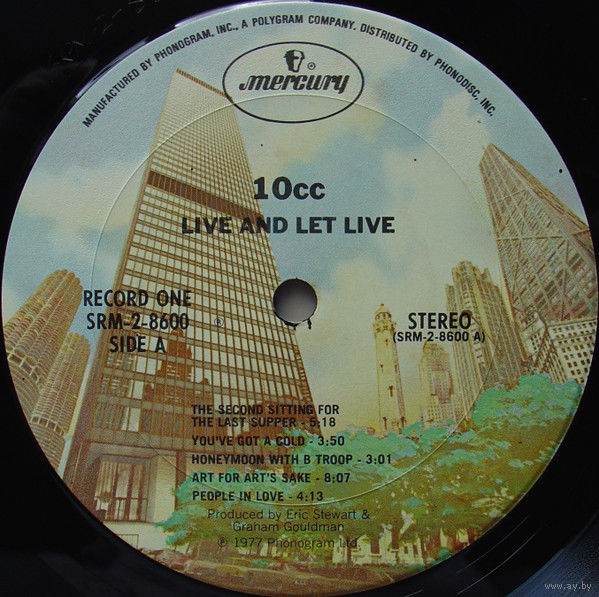 MANUFACTURED BY PHONOGRAM, INC., A POLYGRAM COMPANY. DISTRIBUTED BY PHONODISC, INC.
®
mercury
10cc
LIVE AND LET LIVE
RECORD ONE
SRM-2-8600
SIDE A
®
STEREO
(SRM-2-8600 A)
THE SECOND SITTING FOR
THE LAST SUPPER - 5:18
YOU'VE GOT A COLD - 3:50
HONEYMOON WITH B TROOP - 3:01
ART FOR ART'S SAKE - 8:07
PEOPLE IN LOVE - 4:13
Produced by Eric Stewart &
Graham Gouldman
℗ 1977 Phonogram Ltd.
www.ay.by